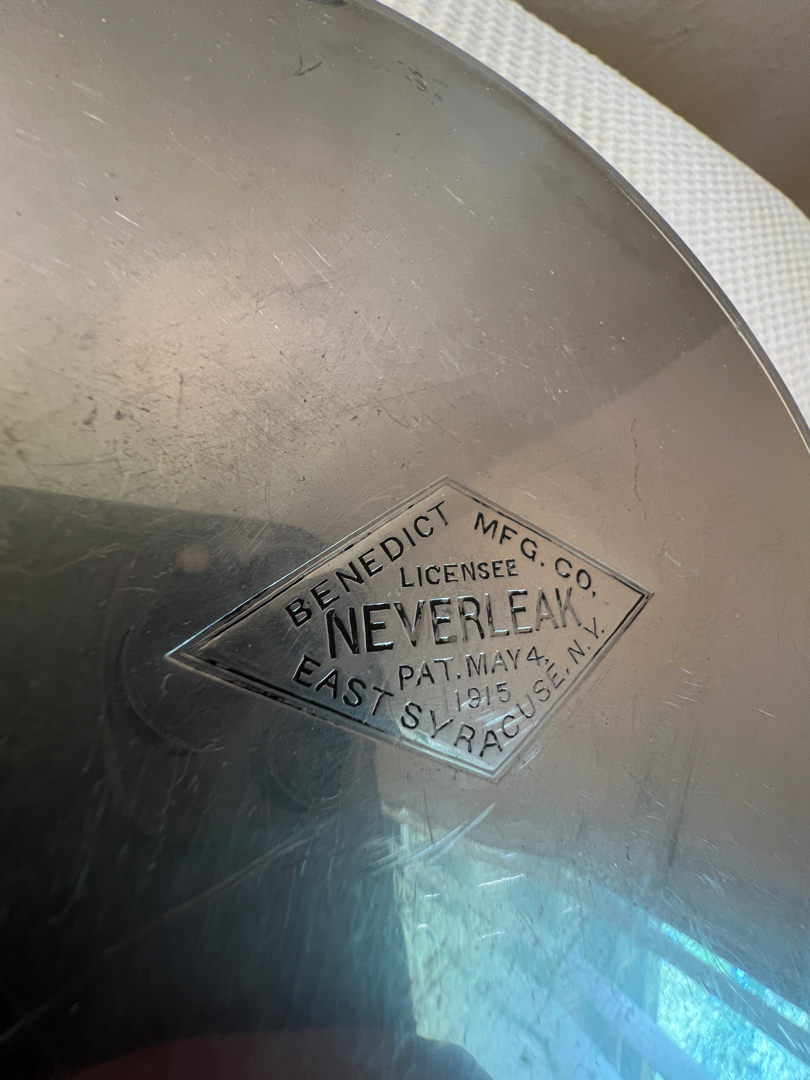 BENEDICT MFG. CO.
LICENSEE
NEVERLEAK
PAT. MAY 4,
1915
EAST SYRACUSE, N.Y.